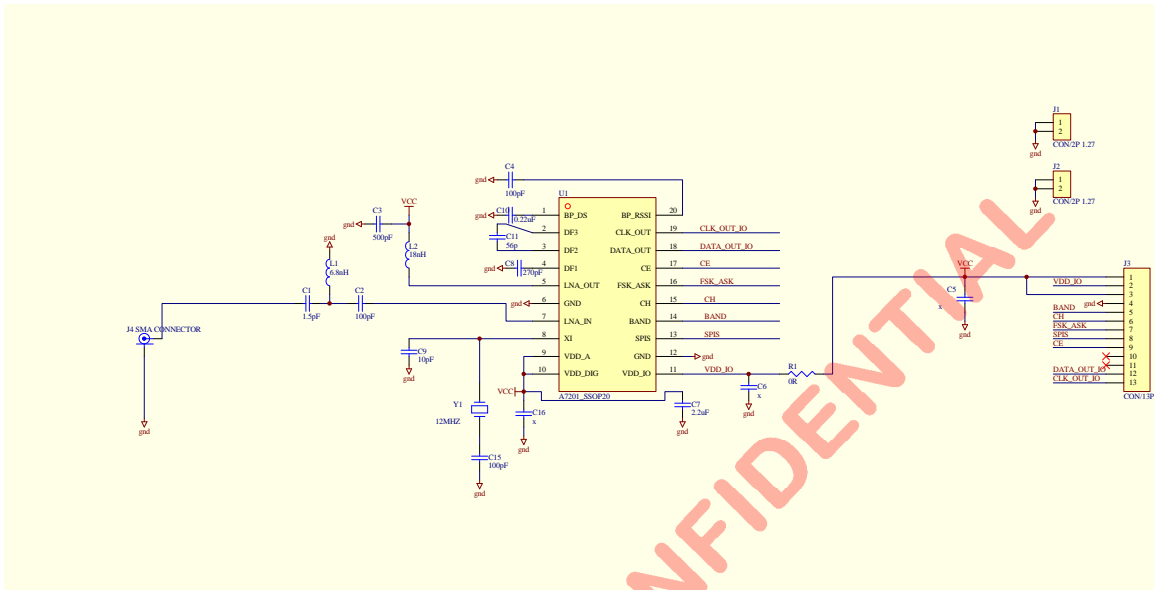 J1
1
2
gnd
CON/2P 1.27
J2
1
2
gnd
CON/2P 1.27
C4
gnd
100pF
U1
VCC
C3
gnd
500pF
L2
18nH
gnd
L1
6.8nH
C1
1.5pF
C2
100pF
J4 SMA CONNECTOR
gnd
gnd
C10
0.22uF
C11
56p
gnd
C8
270pF
gnd
1 BP_DS BP_RSSI 20
2 DF3 CLK_OUT 19 CLK_OUT_IO
3 DF2 DATA_OUT 18 DATA_OUT_IO
4 DF1 CE 17 CE
5 LNA_OUT FSK_ASK 16 FSK_ASK
6 GND CH 15 CH
7 LNA_IN BAND 14 BAND
8 XI SPIS 13 SPIS
9 VDD_A GND 12 gnd
10 VDD_DIG VDD_IO 11 VDD_IO
A7201_SSOP20
C9
10pF
gnd
Y1
12MHZ
C15
100pF
gnd
VCC
C16
x
gnd
C7
2.2uF
gnd
C6
x
gnd
R1
0R
VCC
C5
x
gnd
J3
1
VDD_IO 2
3
gnd 4
BAND 5
CH 6
FSK_ASK 7
SPIS 8
CE 9
10
11
DATA_OUT_IO 12
CLK_OUT_IO 13
CON/13P
NFIDENTIAL